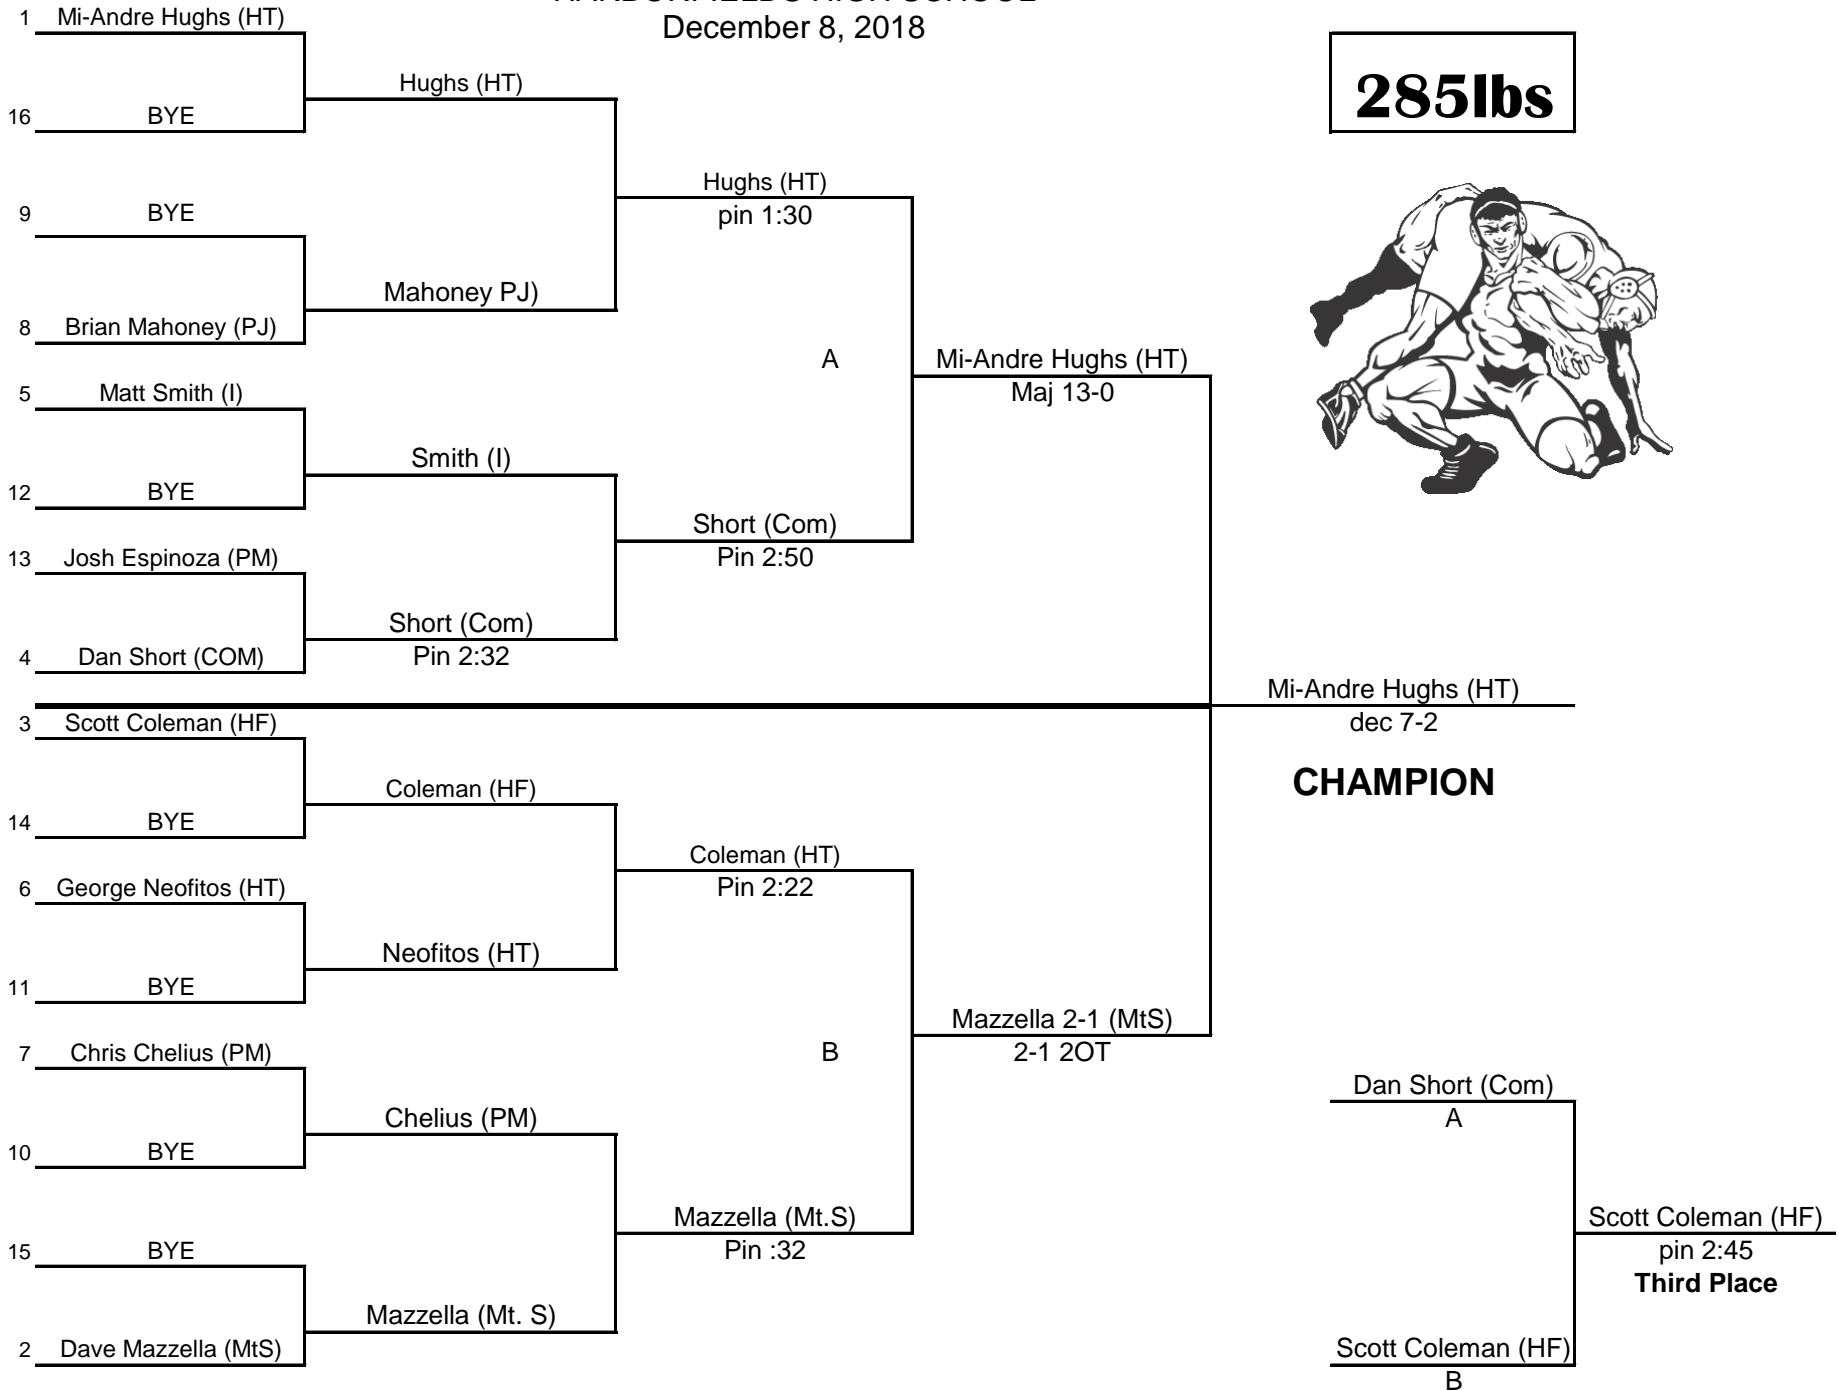 December 8, 2018
285lbs
1 Mi-Andre Hughs (HT)
16 BYE
9 BYE
8 Brian Mahoney (PJ)
5 Matt Smith (I)
12 BYE
13 Josh Espinoza (PM)
4 Dan Short (COM)
3 Scott Coleman (HF)
14 BYE
6 George Neofitos (HT)
11 BYE
7 Chris Chelius (PM)
10 BYE
15 BYE
2 Dave Mazzella (MtS)
Hughs (HT)
Mahoney PJ)
Smith (I)
Short (Com)
Pin 2:32
Coleman (HF)
Neofitos (HT)
Chelius (PM)
Mazzella (Mt. S)
Hughs (HT)
pin 1:30
Short (Com)
Pin 2:50
Coleman (HT)
Pin 2:22
Mazzella (Mt.S)
Pin :32
A
B
Mi-Andre Hughs (HT)
Maj 13-0
Mazzella 2-1 (MtS)
2-1 2OT
Mi-Andre Hughs (HT)
dec 7-2
CHAMPION
Dan Short (Com)
A
Scott Coleman (HF)
B
Scott Coleman (HF)
pin 2:45
Third Place